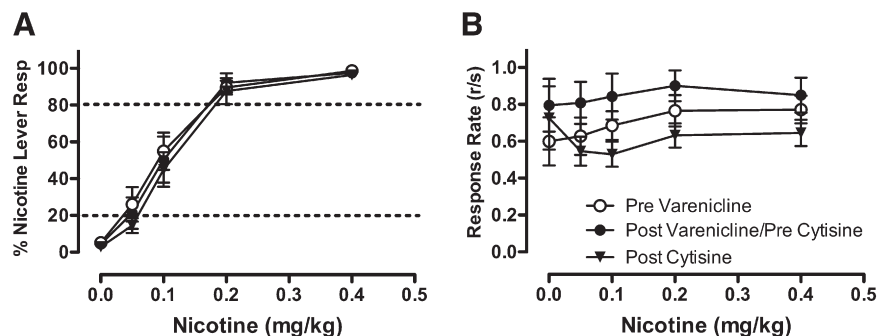 A
% Nicotine Lever Resp
100
80
60
40
20
0
0.0 0.1 0.2 0.3 0.4 0.5
Nicotine (mg/kg)
B
Response Rate (r/s)
1.0
0.8
0.6
0.4
0.2
0.0
Pre Varenicline
Post Varenicline/Pre Cytisine
Post Cytisine
0.0 0.1 0.2 0.3 0.4 0.5
Nicotine (mg/kg)